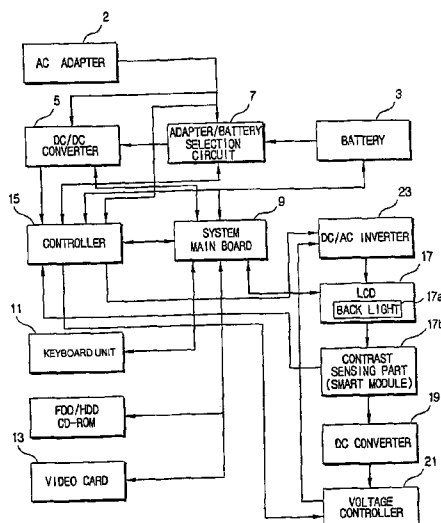 2
AC ADAPTER
5
DC/DC
CONVERTER
7
ADAPTER/BATTERY
SELECTION
CIRCUIT
3
BATTERY
15
CONTROLLER
9
SYSTEM
MAIN BOARD
23
DC/AC INVERTER
17
LCD
BACK LIGHT
17a
11
KEYBOARD UNIT
17b
CONTRAST
SENSING PART
(SMART MODULE)
FDD/HDD
CD-ROM
19
DC CONVERTER
13
VIDEO CARD
21
VOLTAGE
CONTROLLER